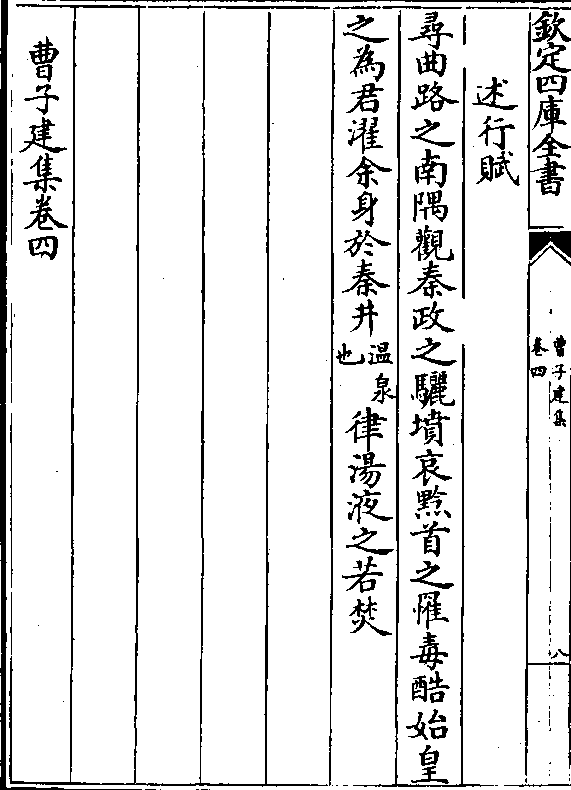 欽定四庫全書
曹子建集
卷四
八
述行賦
尋曲路之南隅觀秦政之驪墳哀黔首之罹毒酷始皇
之為君濯余身於秦井溫泉也律湯液之若焚
曹子建集卷四